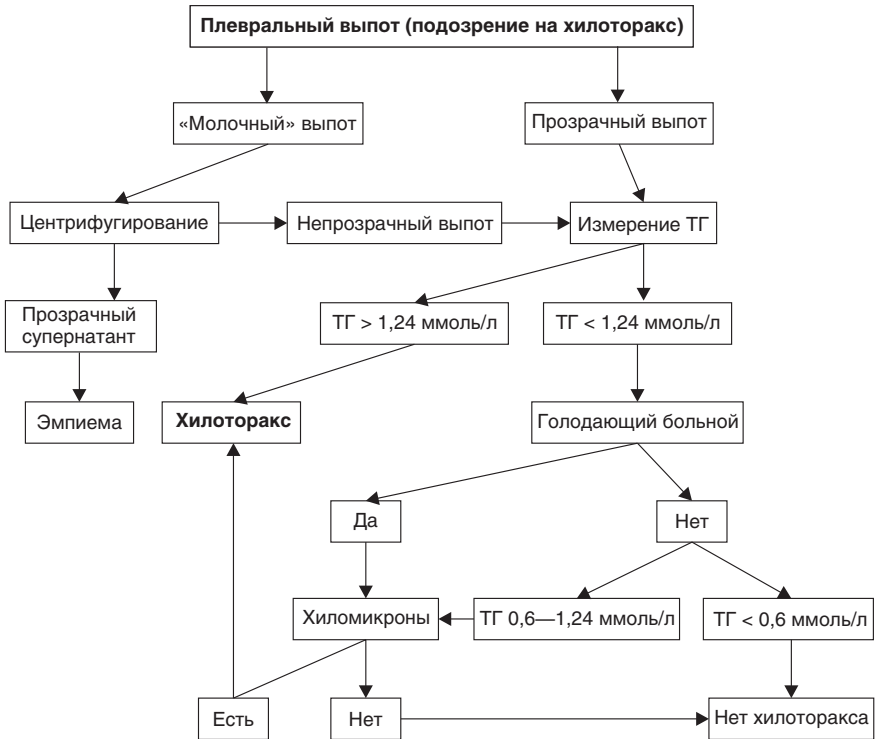 Плевральный выпот (подозрение на хилоторакс)
«Молочный» выпот
Прозрачный выпот
Центрифугирование
Непрозрачный выпот
Измерение ТГ
Прозрачный
супернатант
ТГ > 1,24 ммоль/л
ТГ < 1,24 ммоль/л
Эмпиема
Хилоторакс
Голодающий больной
Да
Нет
Хиломикроны
ТГ 0,6—1,24 ммоль/л
ТГ < 0,6 ммоль/л
Есть
Нет
Нет хилоторакса